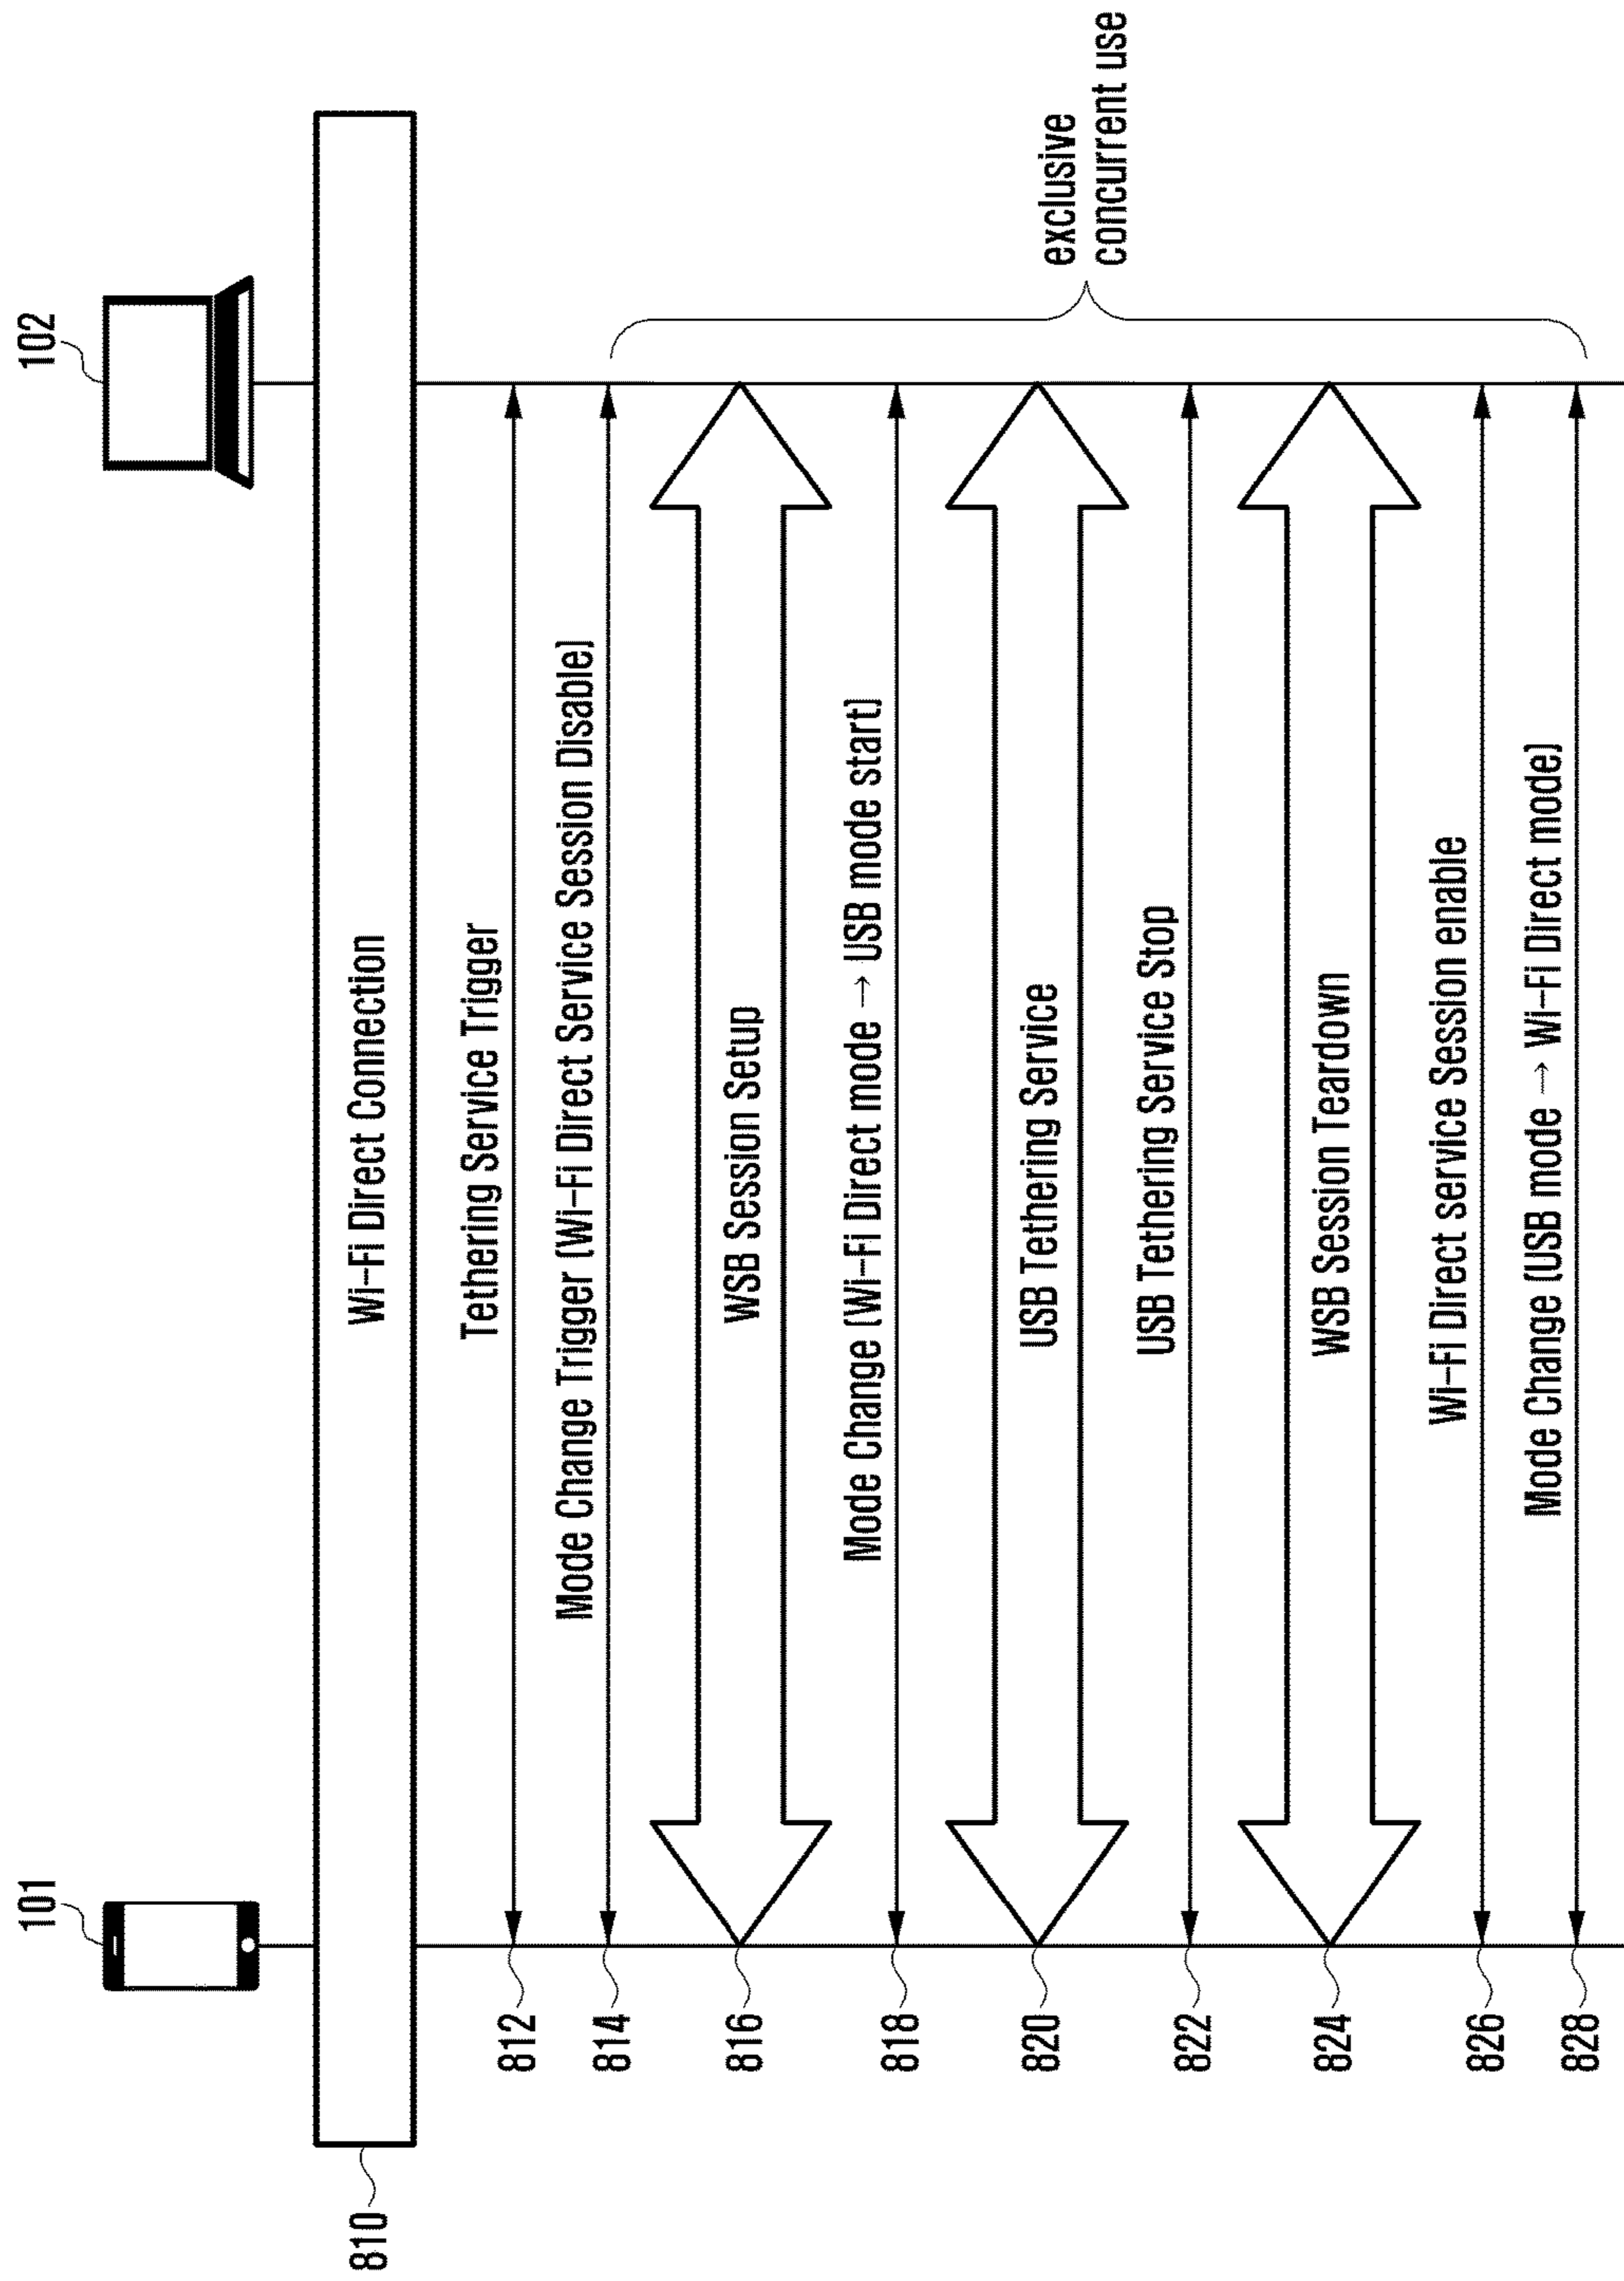 101
102
810
Wi-Fi Direct Connection
812
Tethering Service Trigger
814
Mode Change Trigger (Wi-Fi Direct Service Session Disable)
816
WSB Session Setup
818
Mode Change (Wi-Fi Direct mode → USB mode start)
820
USB Tethering Service
822
USB Tethering Service Stop
824
WSB Session Teardown
826
Wi-Fi Direct service Session enable
828
Mode Change (USB mode → Wi-Fi Direct mode)
exclusive
concurrent use